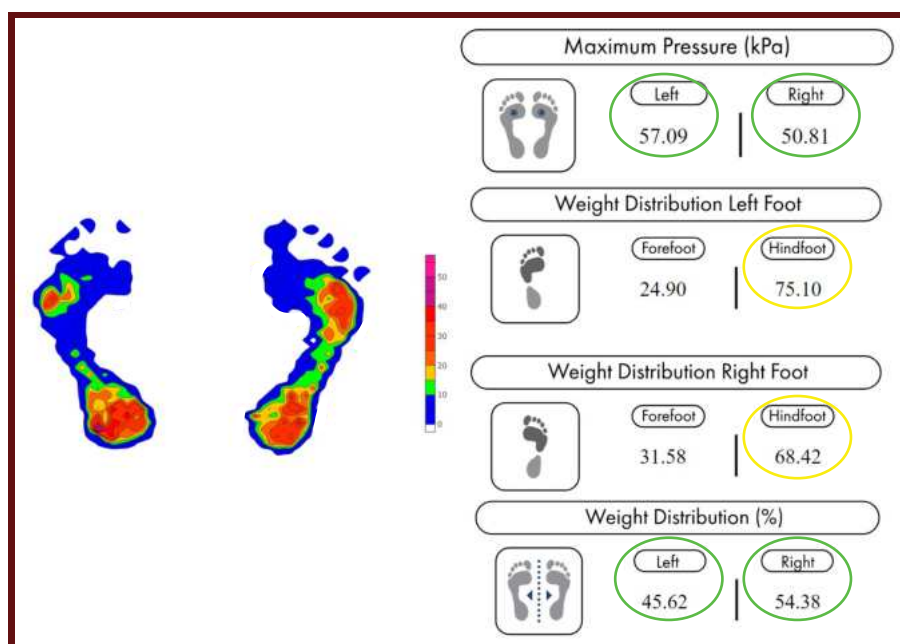 Maximum Pressure (kPa)
Left Right
57.09 50.81
Weight Distribution Left Foot
Forefoot Hindfoot
24.90 75.10
50
40
30
20
10
0
Weight Distribution Right Foot
Forefoot Hindfoot
31.58 68.42
Weight Distribution (%)
Left Right
45.62 54.38